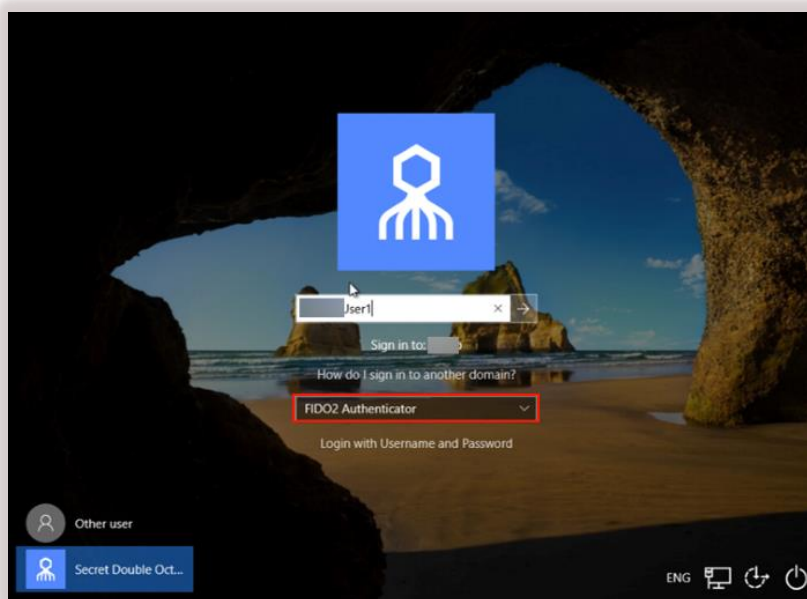 User1
Sign in to:
How do I sign in to another domain?
FIDO2 Authenticator
Login with Username and Password
Other user
Secret Double Oct...
ENG